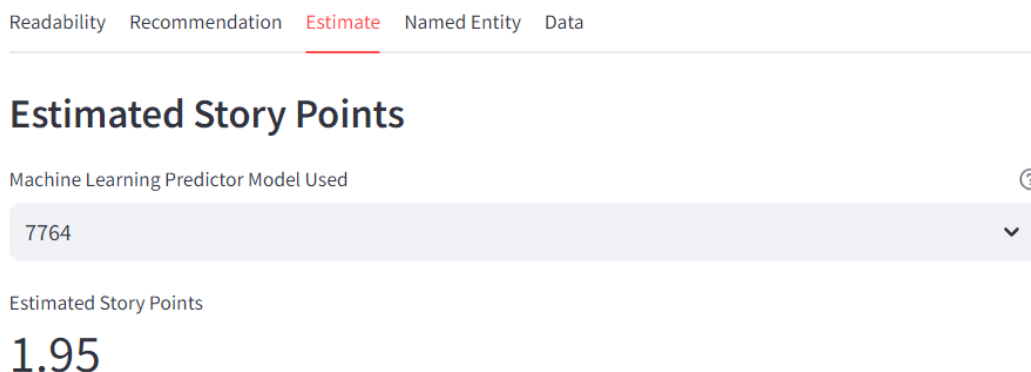 Readability Recommendation Estimate Named Entity Data
Estimated Story Points
Machine Learning Predictor Model Used
7764
Estimated Story Points
1.95